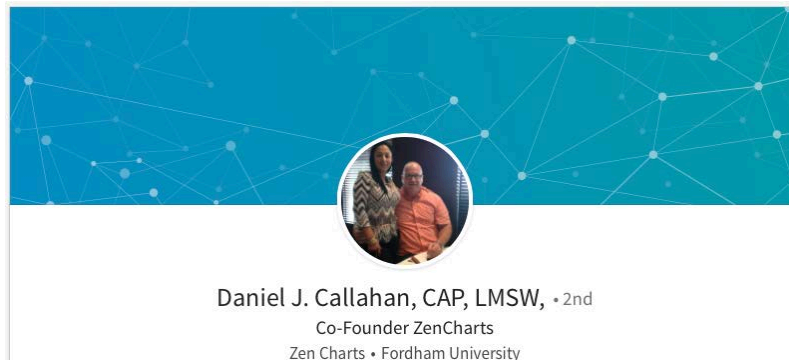 Daniel J. Callahan, CAP, LMSW, • 2nd
Co-Founder ZenCharts
Zen Charts • Fordham University